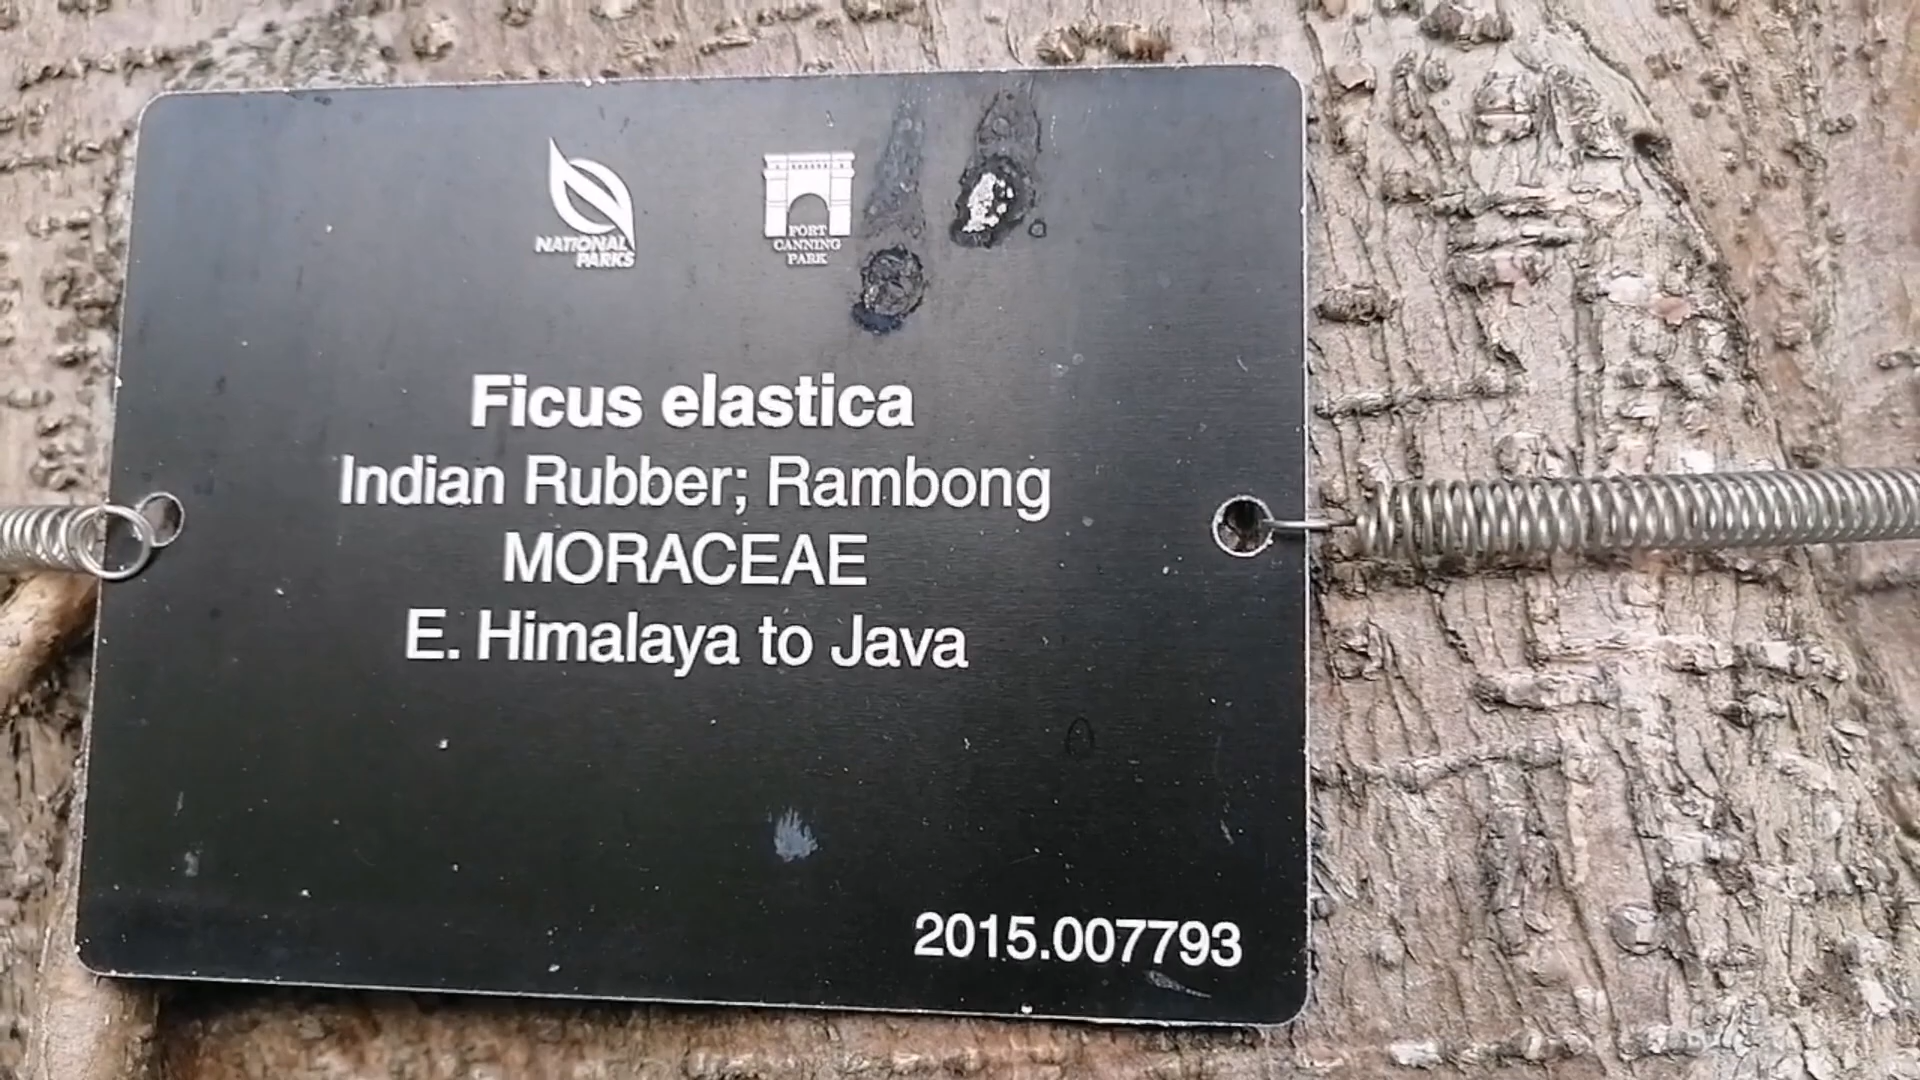 NATIONAL
PARKS
FORT
CANNING
PARK
Ficus elastica
Indian Rubber; Rambong
MORACEAE
E. Himalaya to Java
2015.007793